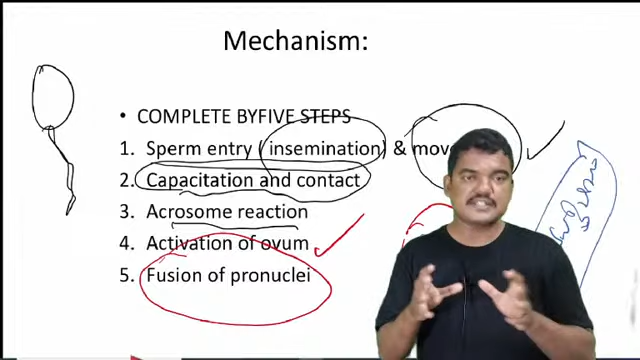 Mechanism:
• COMPLETE BYFIVE STEPS
1. Sperm entry ( insemination) & mov
2. Capacitation and contact
3. Acrosome reaction
4. Activation of ovum
5. Fusion of pronuclei